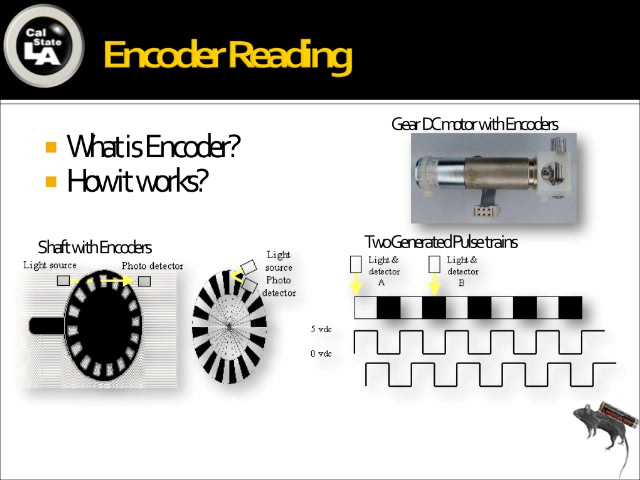 Cal
State
LA
Encoder Reading
What is Encoder?
How it works?
Gear DC motor with Encoders
Shaft with Encoders
Light source
Photo detector
Light
source
Photo
detector
Two Generated Pulse trains
Light &
detector
A
Light &
detector
B
5 vdc
0 vdc